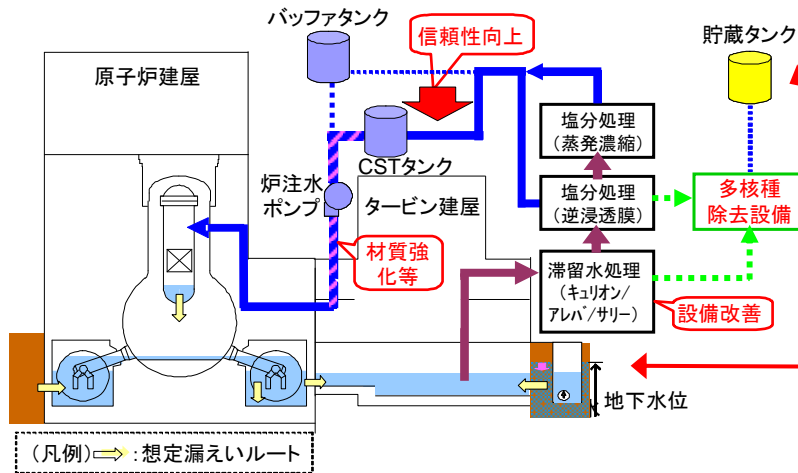 バッファタンク
信頼性向上
貯蔵タンク
原子炉建屋
塩分処理
(蒸発濃縮)
CSTタンク
炉注水
ポンプ
タービン建屋
塩分処理
(逆浸透膜)
多核種
除去設備
材質強
化等
滞留水処理
(キュリオン/
アレバ/サリー)
設備改善
地下水位
(凡例) :想定漏えいルート